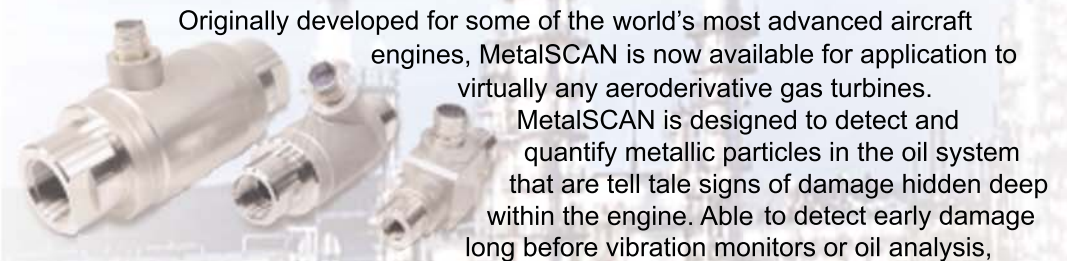 Originally developed for some of the world's most advanced aircraft
engines, MetalSCAN is now available for application to
virtually any aeroderivative gas turbines.
MetalSCAN is designed to detect and
quantify metallic particles in the oil system
that are tell tale signs of damage hidden deep
within the engine. Able to detect early damage
long before vibration monitors or oil analysis,